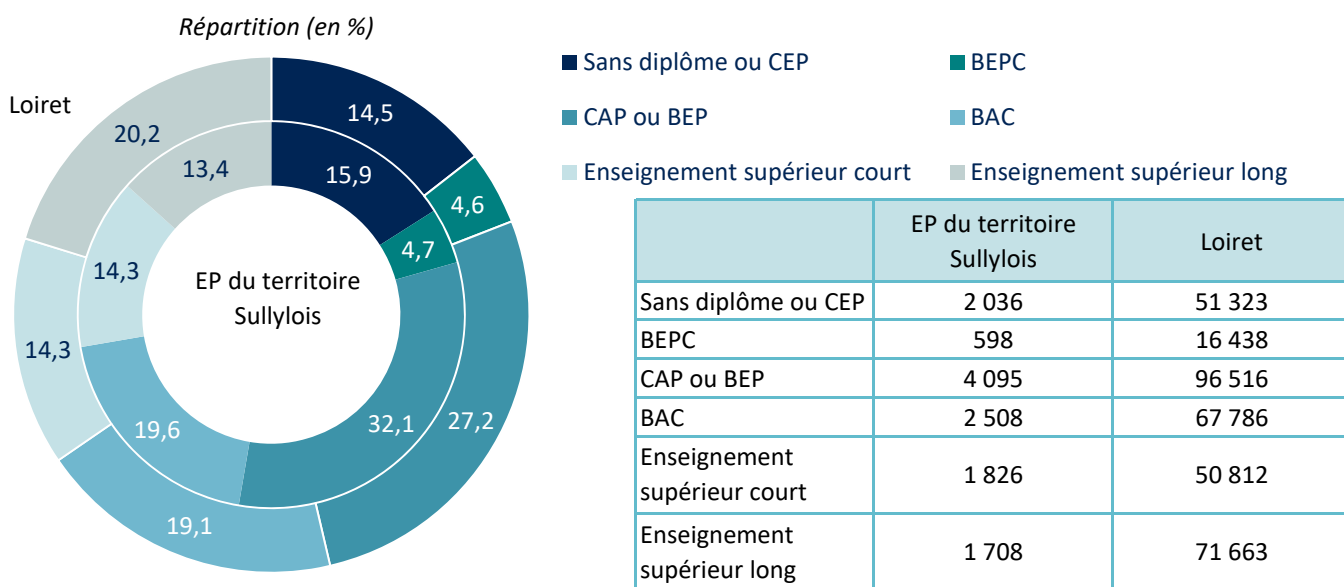 Répartition (en %)
Loiret
14,5
4,6
27,2
19,1
14,3
20,2
15,9
4,7
32,1
19,6
14,3
13,4
EP du territoire
Sullylois
Sans diplôme ou CEP
BEPC
CAP ou BEP
BAC
Enseignement supérieur court
Enseignement supérieur long
EP du territoire
Sullylois
Loiret
Sans diplôme ou CEP 2 036 51 323
BEPC 598 16 438
CAP ou BEP 4 095 96 516
BAC 2 508 67 786
Enseignement
supérieur court
1 826 50 812
Enseignement
supérieur long
1 708 71 663